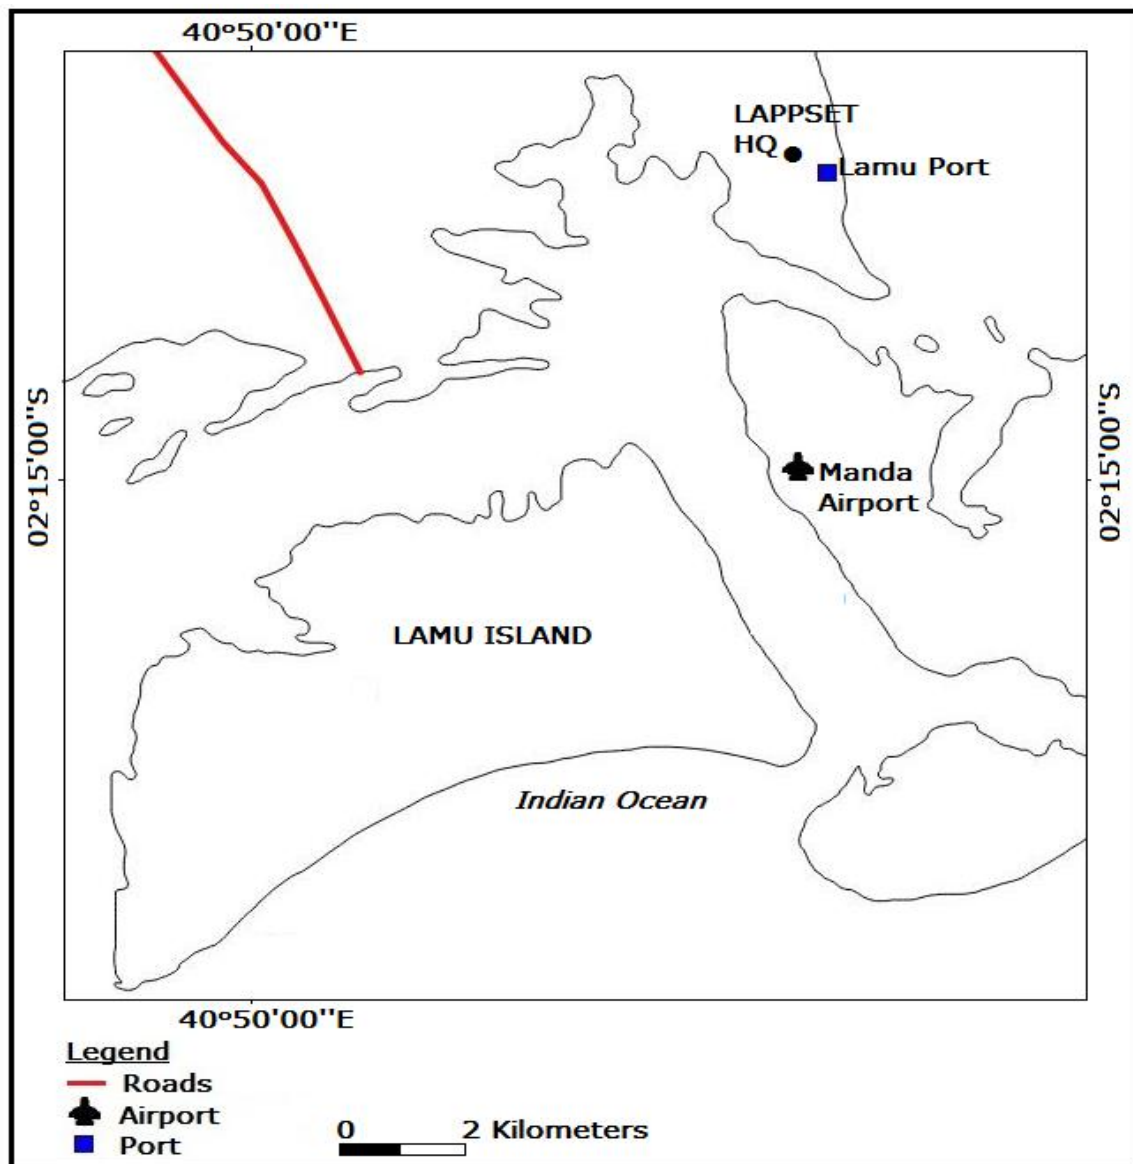 40°50'00''E
LAPPSET
HQ
Lamu Port
02°15'00''S
02°15'00''S
Manda
Airport
LAMU ISLAND
Indian Ocean
40°50'00''E
Legend
Roads
Airport
Port
0 2 Kilometers